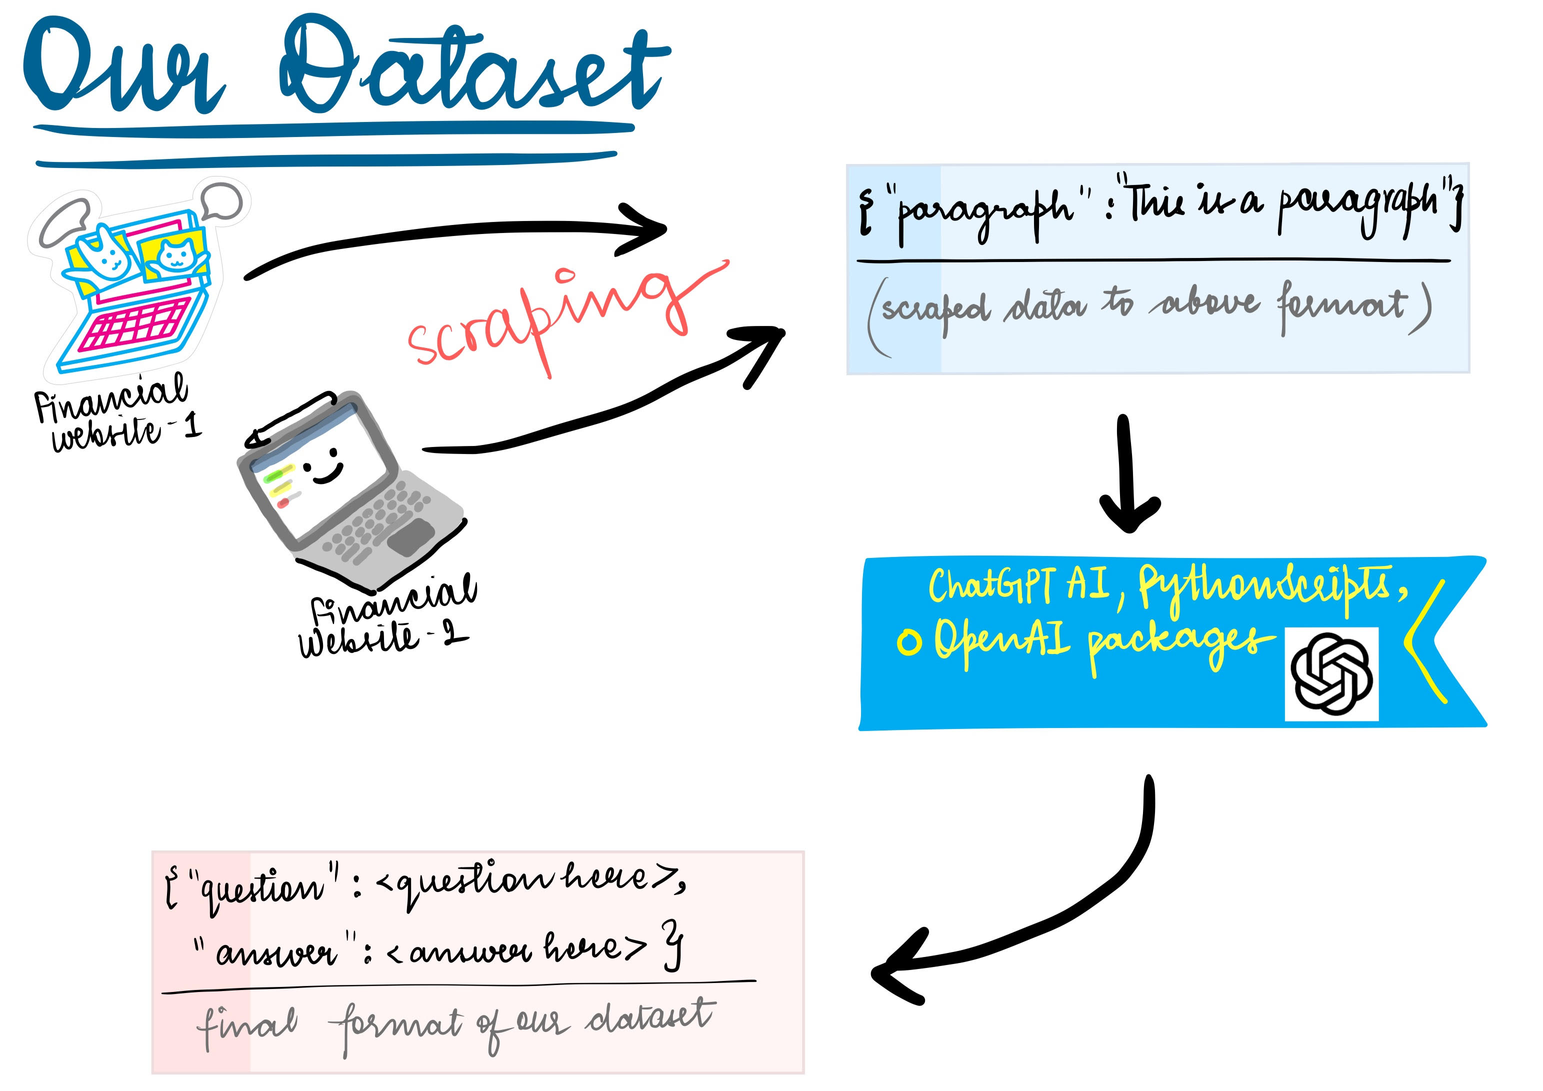 Our Dataset
Financial
website-1
scraping
Financial
Website-2
{"paragraph" : "This is a paragraph"}
(scraped data to above format)
ChatGPT AI, PythonScripts,
OpenAI packages
{"question" : <question here>,
"answer" : <answer here> }
final format of our dataset